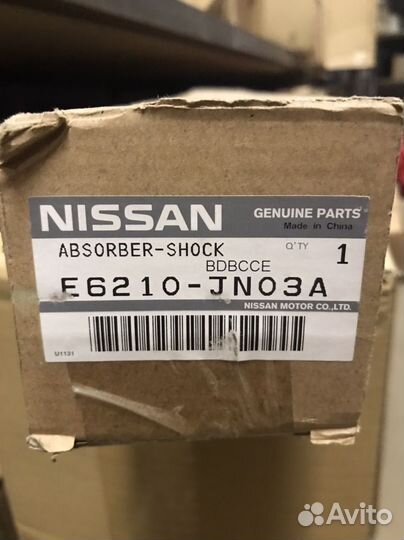 NISSAN
GENUINE PARTS
Made in China
ABSORBER-SHOCK
Q'TY 1
BDBCCE
E6210-JN03A
NISSAN MOTOR CO.,LTD.
U1131
Avito